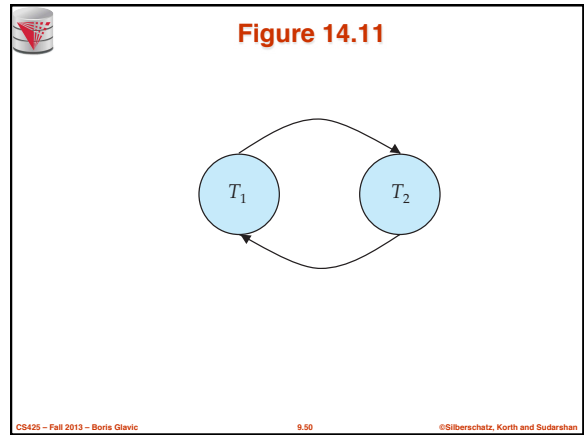 Figure 14.11
T1 T2
CS425 – Fall 2013 – Boris Glavic 9.50 ©Silberschatz, Korth and Sudarshan